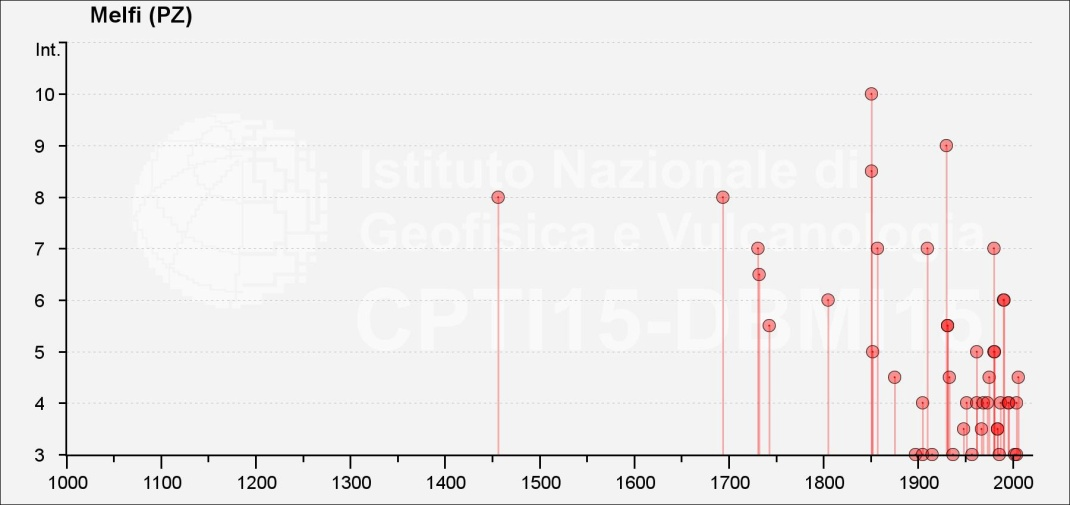 Melfi (PZ)
Int.
10
9
8
7
6
5
4
3
Istituto Nazionale di
Geofisica e Vulcanologia
CPTI15-DBMI15
1000 1100 1200 1300 1400 1500 1600 1700 1800 1900 2000